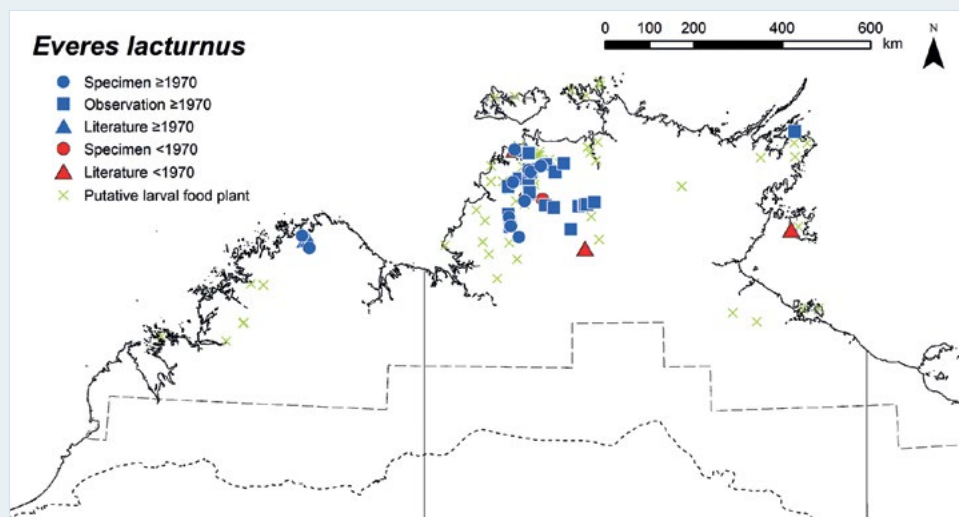 Everes lacturnus
Specimen ≥1970
Observation ≥1970
Literature ≥1970
Specimen <1970
Literature <1970
Putative larval food plant
0 100 200 400 600
km
N